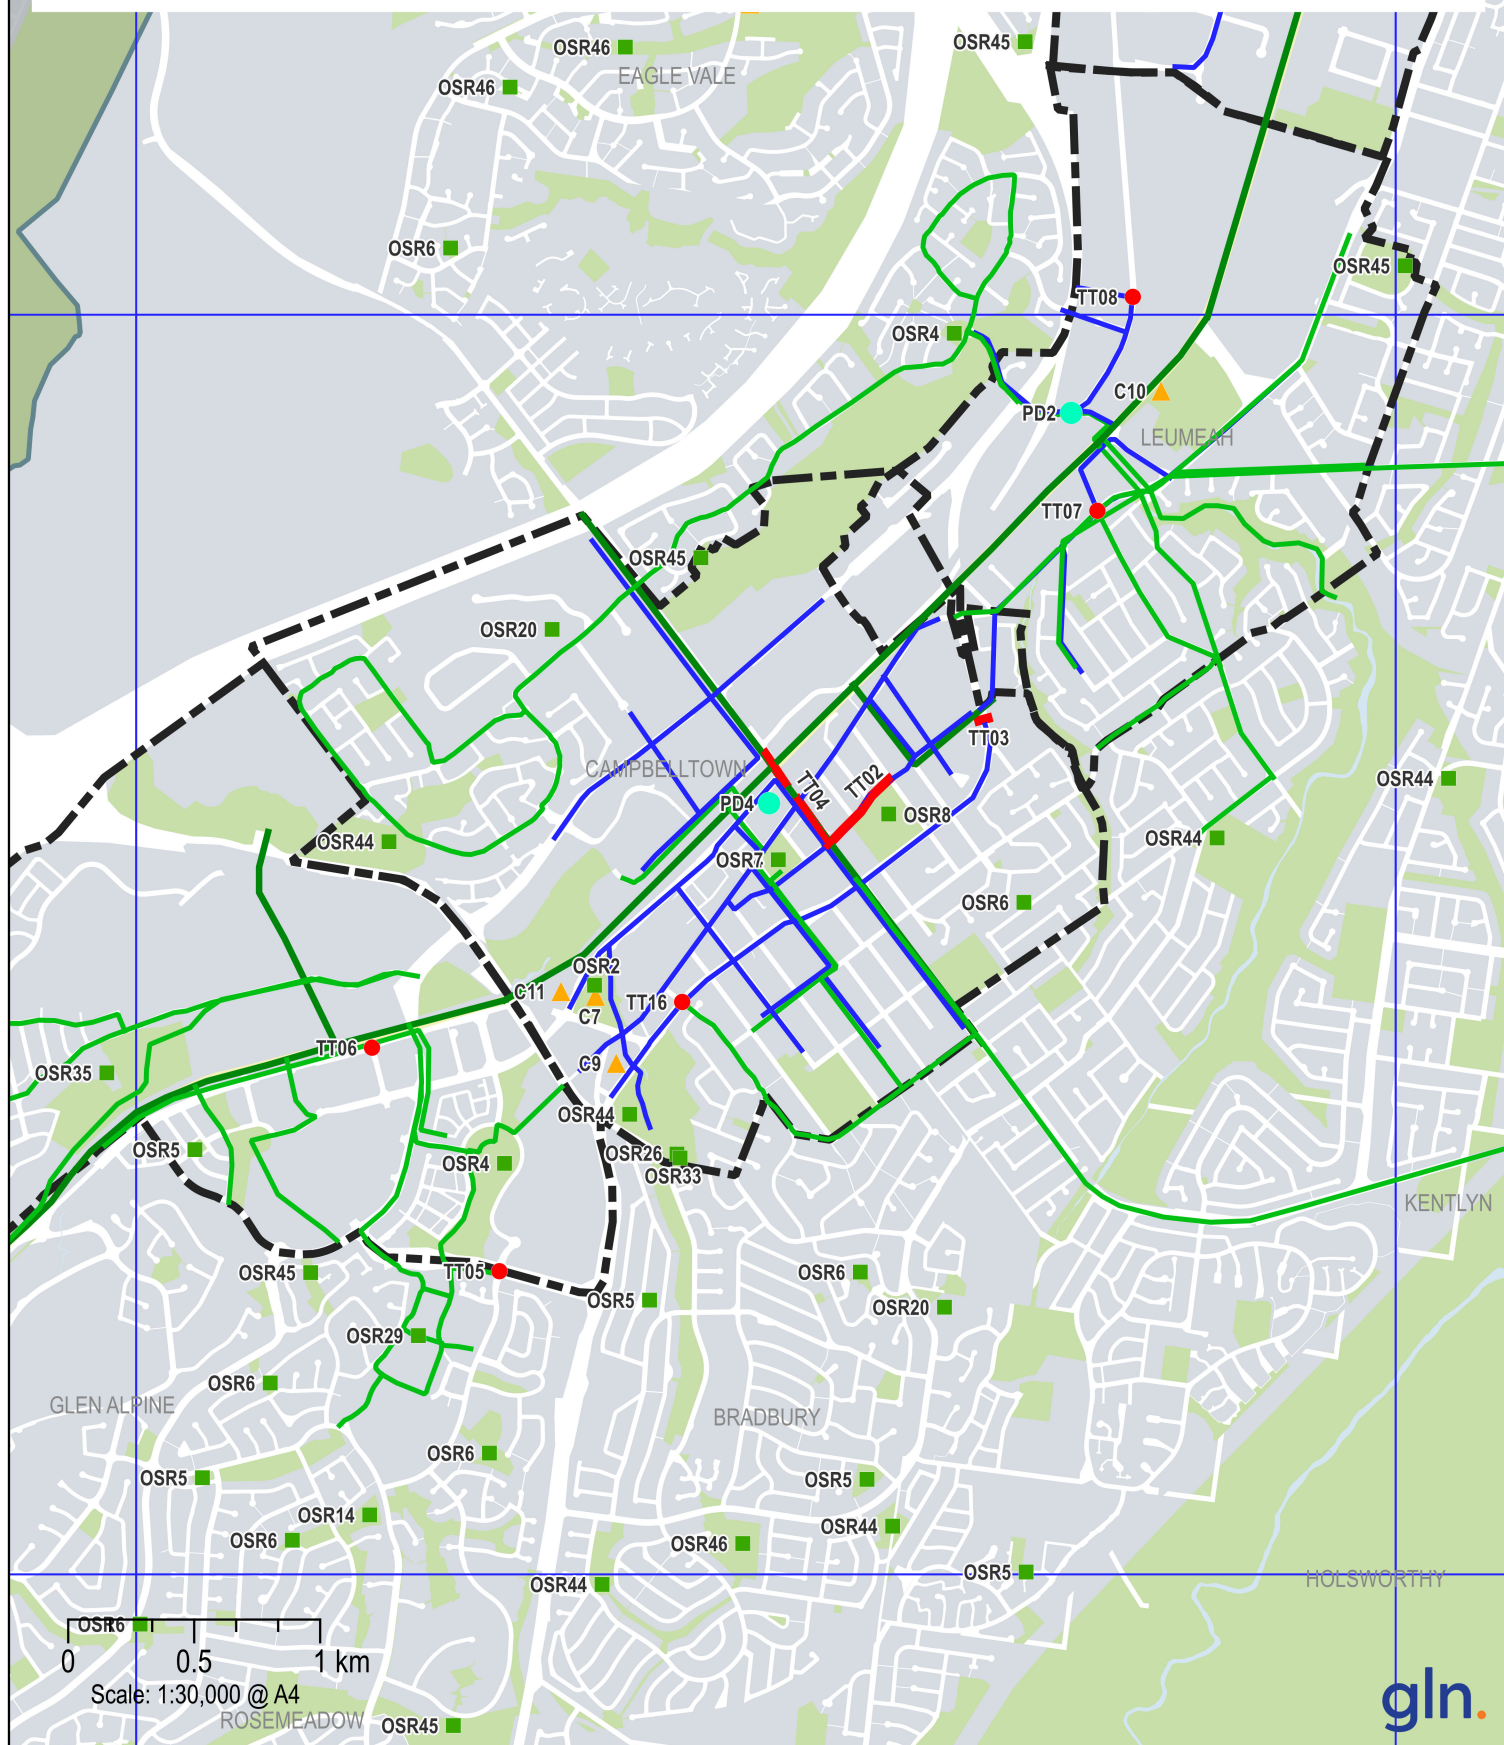 OSR46
OSR45
EAGLE VALE
OSR46
OSR6
OSR45
TT08
OSR4
C10
PD2
LEUMEAH
TT07
OSR45
OSR20
TT03
CAMPBELLTOWN
TT04
TT02
OSR44
PD4
OSR8
OSR44
OSR44
OSR7
OSR6
OSR2
C11
TT16
C7
TT06
C9
OSR35
OSR44
OSR5
OSR26
OSR4
OSR33
KENTLYN
TT05
OSR45
OSR6
OSR5
OSR20
OSR29
OSR6
GLEN ALPINE
BRADBURY
OSR6
OSR5
OSR5
OSR14
OSR44
OSR6
OSR46
OSR5
HOLSWORTHY
OSR44
OSR6
0 0.5 1 km
Scale: 1:30,000 @ A4
gln.
ROSEMEADOW
OSR45